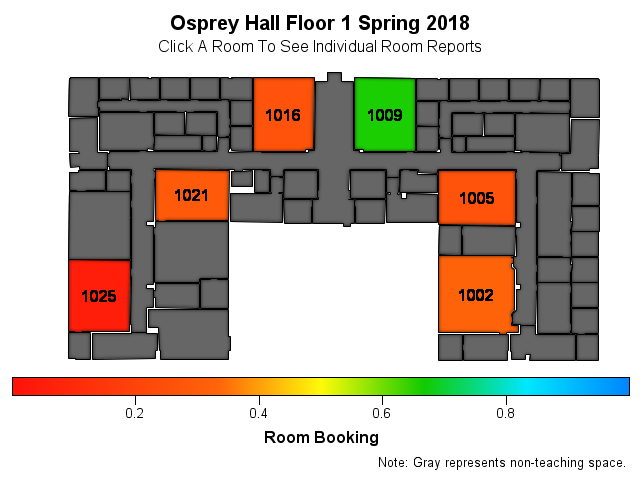 Osprey Hall Floor 1 Spring 2018
Click A Room To See Individual Room Reports
1016
1009
1021
1005
1025
1002
0.2 0.4 0.6 0.8
Room Booking
Note: Gray represents non-teaching space.